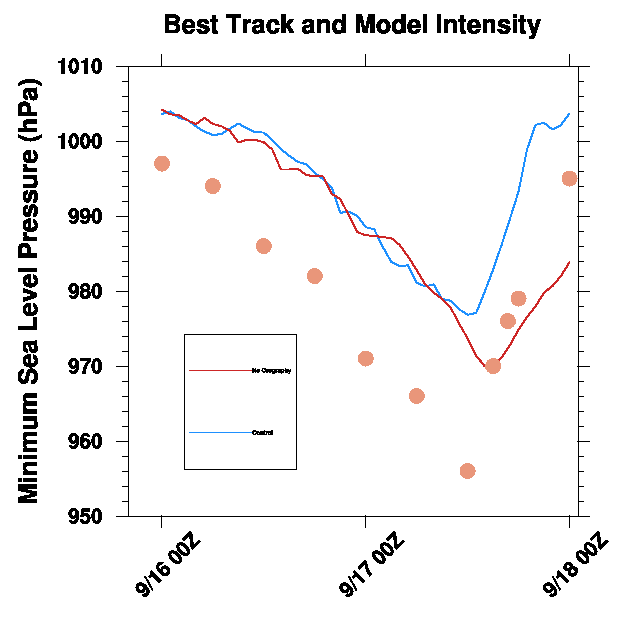 Best Track and Model Intensity
Minimum Sea Level Pressure (hPa)
1010
1000
990
980
970
960
950
No Orography
Control
9/16 00Z
9/17 00Z
9/18 00Z